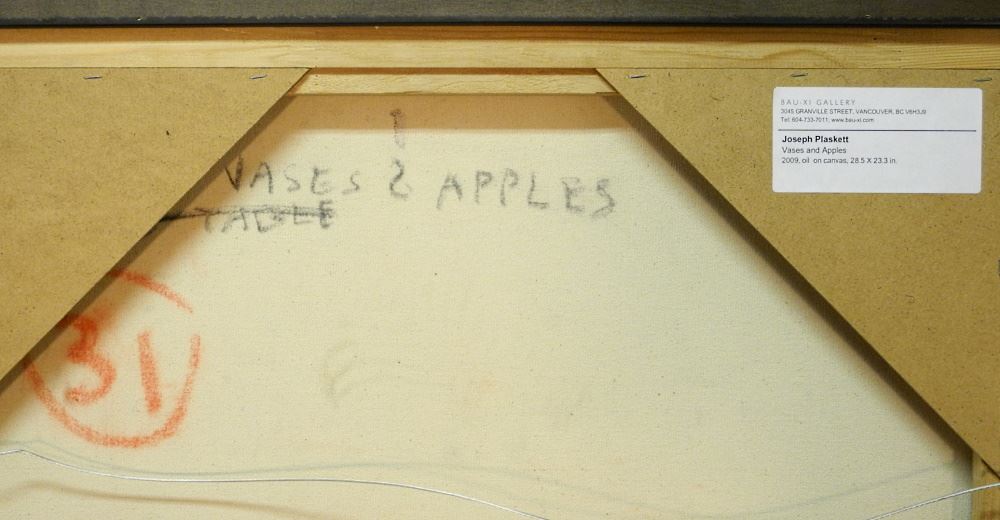 BAU-XI GALLERY
3045 GRANVILLE STREET, VANCOUVER, BC V6H3J9
Tel: 604-733-7011, www.bau-xi.com
Joseph Plaskett
Vases and Apples
2009, oil on canvas, 28.5 X 23.3 in.
VASES & APPLES
TABLE
31